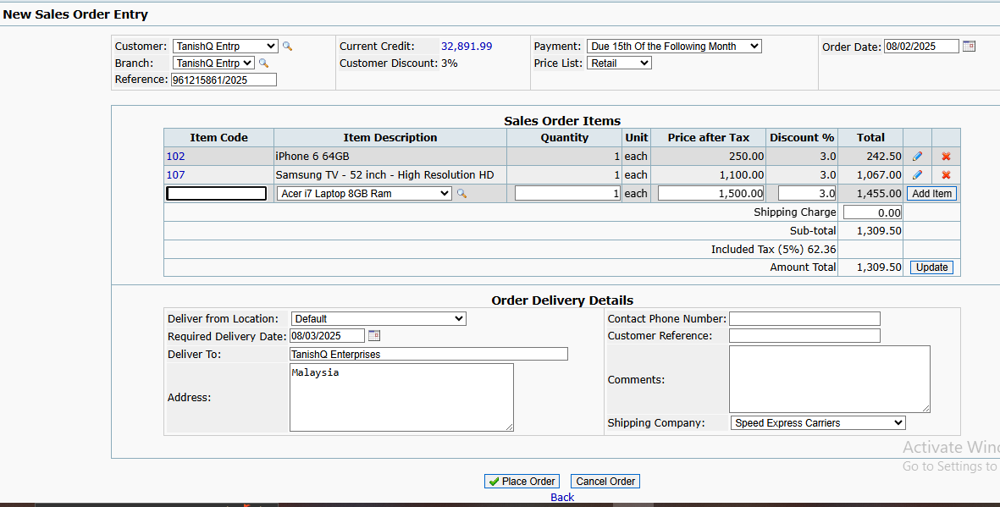 New Sales Order Entry
Customer: TanishQ Entrp Current Credit: 32,891.99 Payment: Due 15th Of the Following Month Order Date: 08/02/2025
Branch: TanishQ Entrp Customer Discount: 3% Price List: Retail
Reference: 961215861/2025
Sales Order Items
Item Code Item Description Quantity Unit Price after Tax Discount % Total
102 iPhone 6 64GB 1 each 250.00 3.0 242.50
107 Samsung TV - 52 inch - High Resolution HD 1 each 1,100.00 3.0 1,067.00
Acer i7 Laptop 8GB Ram 1 each 1,500.00 3.0 1,455.00 Add Item
Shipping Charge 0.00
Sub-total 1,309.50
Included Tax (5%) 62.36
Amount Total 1,309.50 Update
Order Delivery Details
Deliver from Location: Default Contact Phone Number:
Required Delivery Date: 08/03/2025 Customer Reference:
Deliver To: TanishQ Enterprises
Address: Malaysia
Comments:
Shipping Company: Speed Express Carriers
Activate Win
Go to Settings to
Place Order Cancel Order
Back